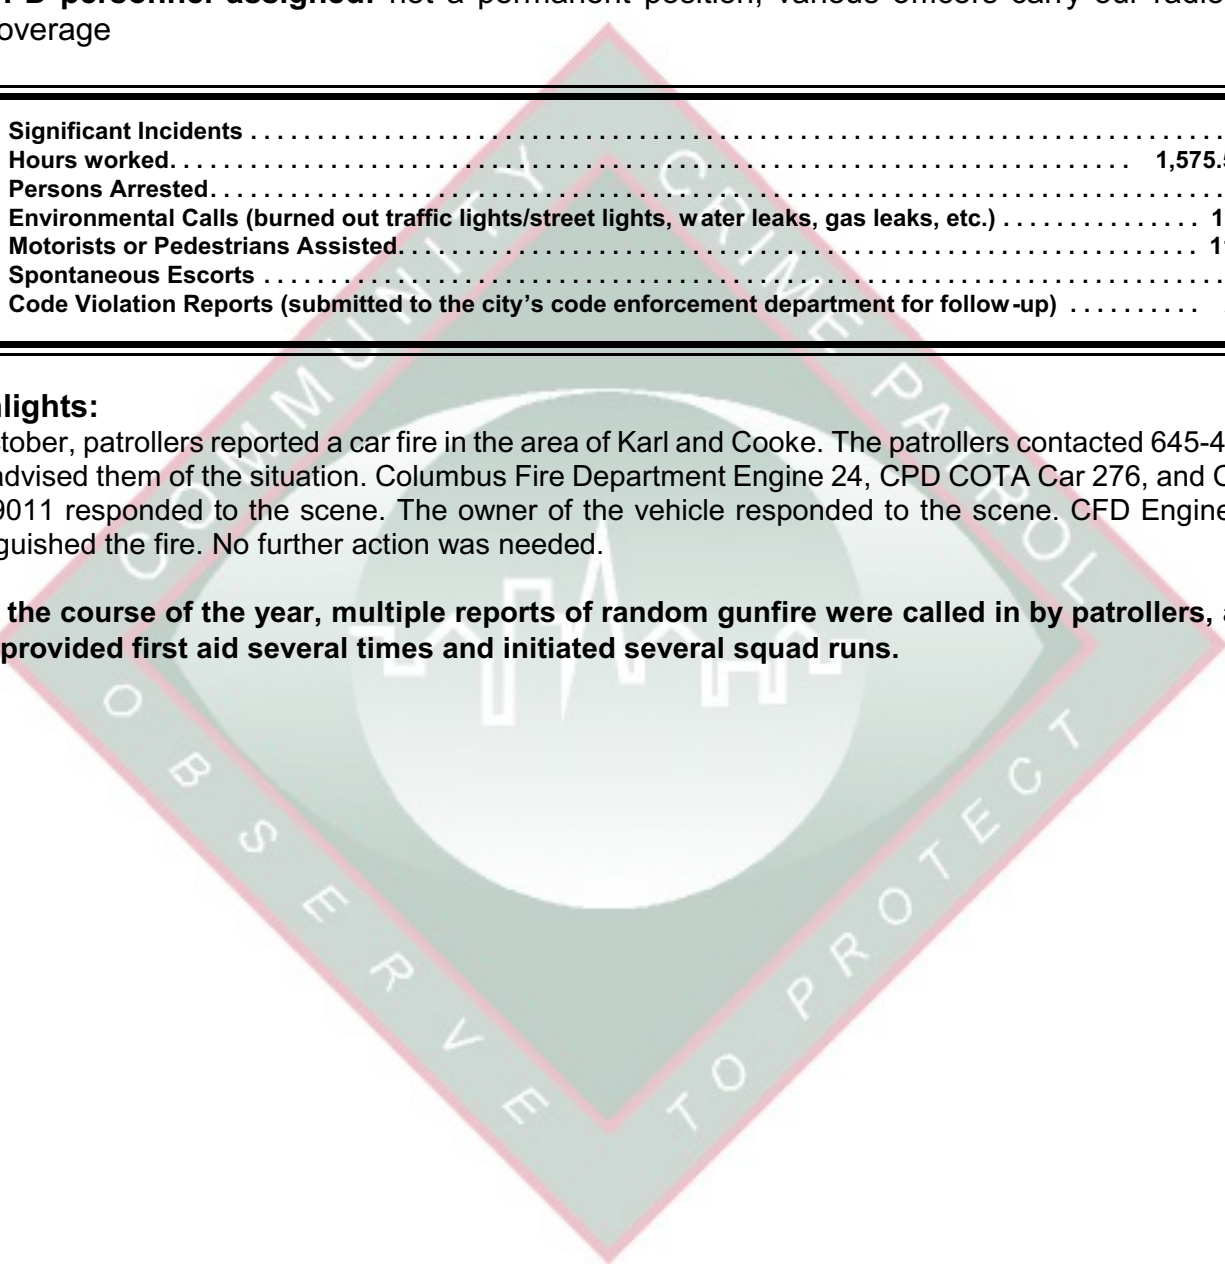 personnel assigned: not a permanent position, various officers carry our radio
overage
Significant Incidents . . . . . . . . . . . . . . . . . . . . . . . . . . . . . . . . . . . . . . . . . . . . . . . . . . . . . . . . . . . . . . . . . . . . . . . .
Hours worked. . . . . . . . . . . . . . . . . . . . . . . . . . . . . . . . . . . . . . . . . . . . . . . . . . . . . . . . . . . . . . . . . . . . . . . . 1,575.5
Persons Arrested. . . . . . . . . . . . . . . . . . . . . . . . . . . . . . . . . . . . . . . . . . . . . . . . . . . . . . . . . . . . . . . . . . . . . . . .
Environmental Calls (burned out traffic lights/street lights, water leaks, gas leaks, etc.) . . . . . . . . . . . . . . . 1
Motorists or Pedestrians Assisted. . . . . . . . . . . . . . . . . . . . . . . . . . . . . . . . . . . . . . . . . . . . . . . . . . . . . . . . . . . . 11
Spontaneous Escorts . . . . . . . . . . . . . . . . . . . . . . . . . . . . . . . . . . . . . . . . . . . . . . . . . . . . . . . . . . . . . . . . . . . . . . . .
Code Violation Reports (submitted to the city’s code enforcement department for follow-up) . . . . . . . . . .
lights:
tober, patrollers reported a car fire in the area of Karl and Cooke. The patrollers contacted 645-4
advised them of the situation. Columbus Fire Department Engine 24, CPD COTA Car 276, and C
9011 responded to the scene. The owner of the vehicle responded to the scene. CFD Engine
guished the fire. No further action was needed.
the course of the year, multiple reports of random gunfire were called in by patrollers, a
provided first aid several times and initiated several squad runs.
COMMUNITY CRIME PATROL
OBSERVE TO PROTECT